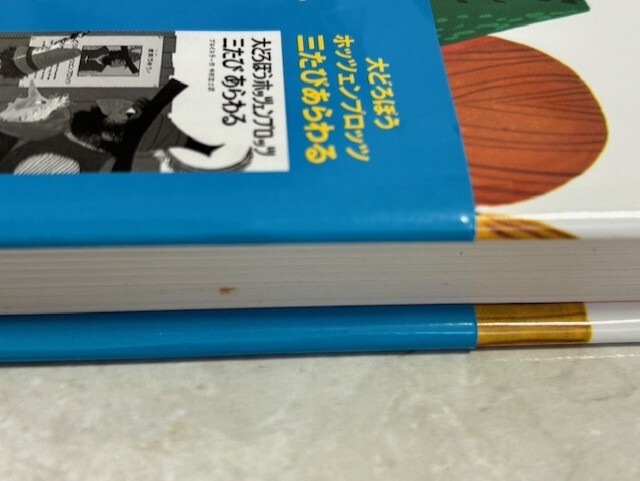 大どろぼう
ホッツェンプロッツ
三たびあらわる
大どろぼうホッツェンプロッツ
三たびあらわる